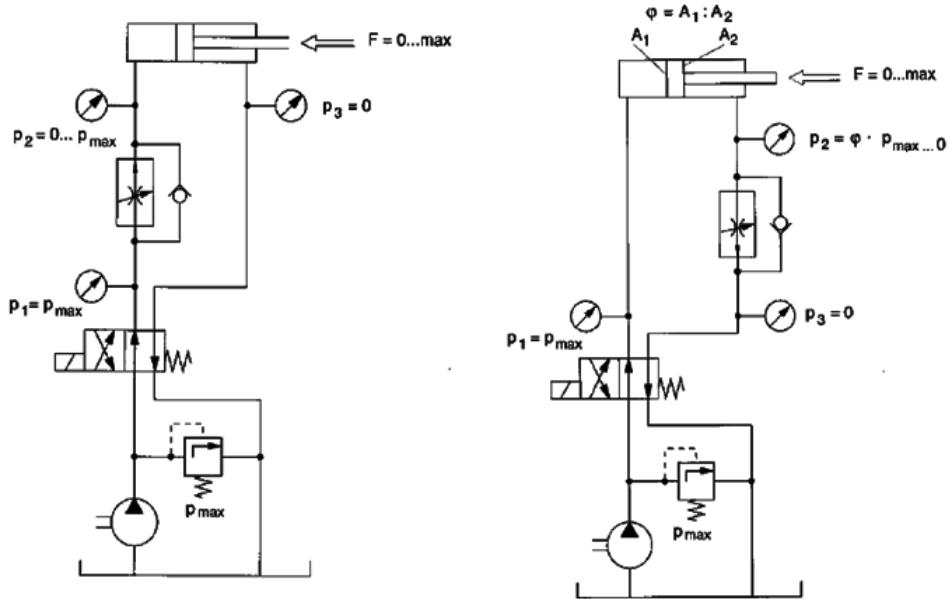 F = 0...max
p2 = 0... pmax
p3 = 0
p1 = pmax
pmax
φ = A1 : A2
A1
A2
F = 0...max
p2 = φ · pmax ... 0
p3 = 0
p1 = pmax
pmax